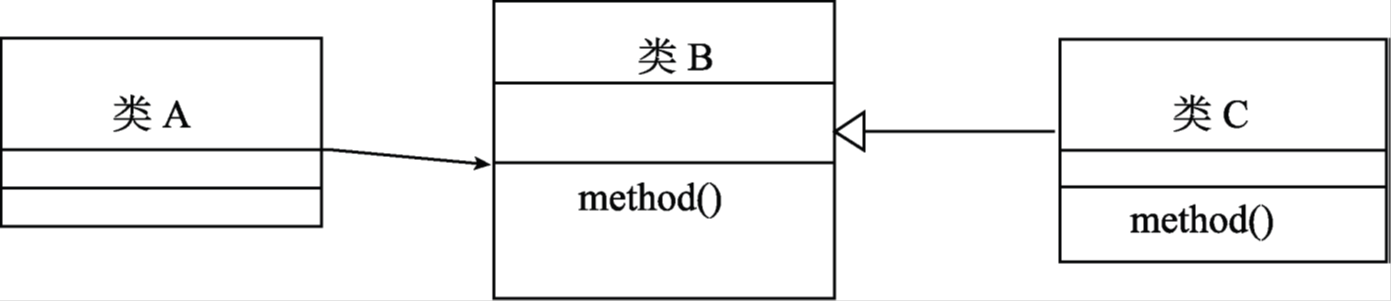 类 A
类 B
method()
类 C
method()